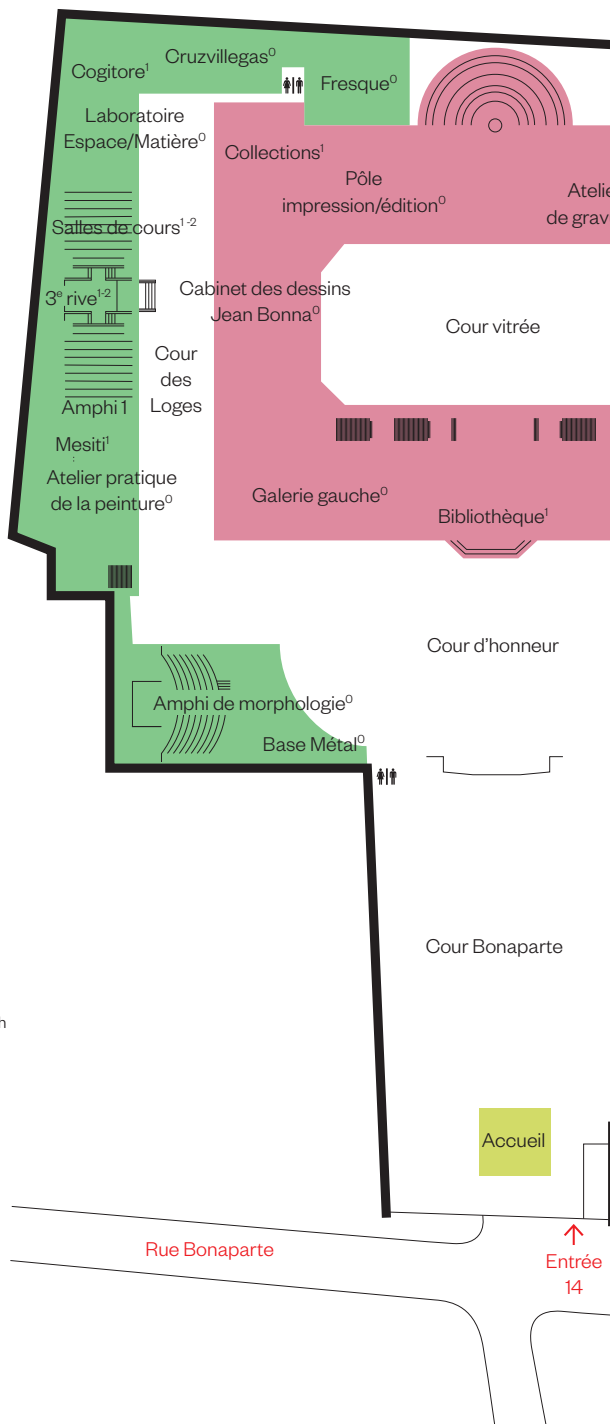 Cruzvillegas⁰
Cogitore¹
Fresque⁰
Laboratoire
Espace/Matière⁰
Collections¹
Pôle
impression/édition⁰
Atelie
de grav
Salles de cours¹⁻²
3ᵉ rive¹⁻²
Cabinet des dessins
Jean Bonna⁰
Cour vitrée
Cour
des
Loges
Amphi 1
Mesiti¹
Atelier pratique
de la peinture⁰
Galerie gauche⁰
Bibliothèque¹
Cour d’honneur
Amphi de morphologie⁰
Base Métal⁰
Cour Bonaparte
h
Accueil
Rue Bonaparte
Entrée
14